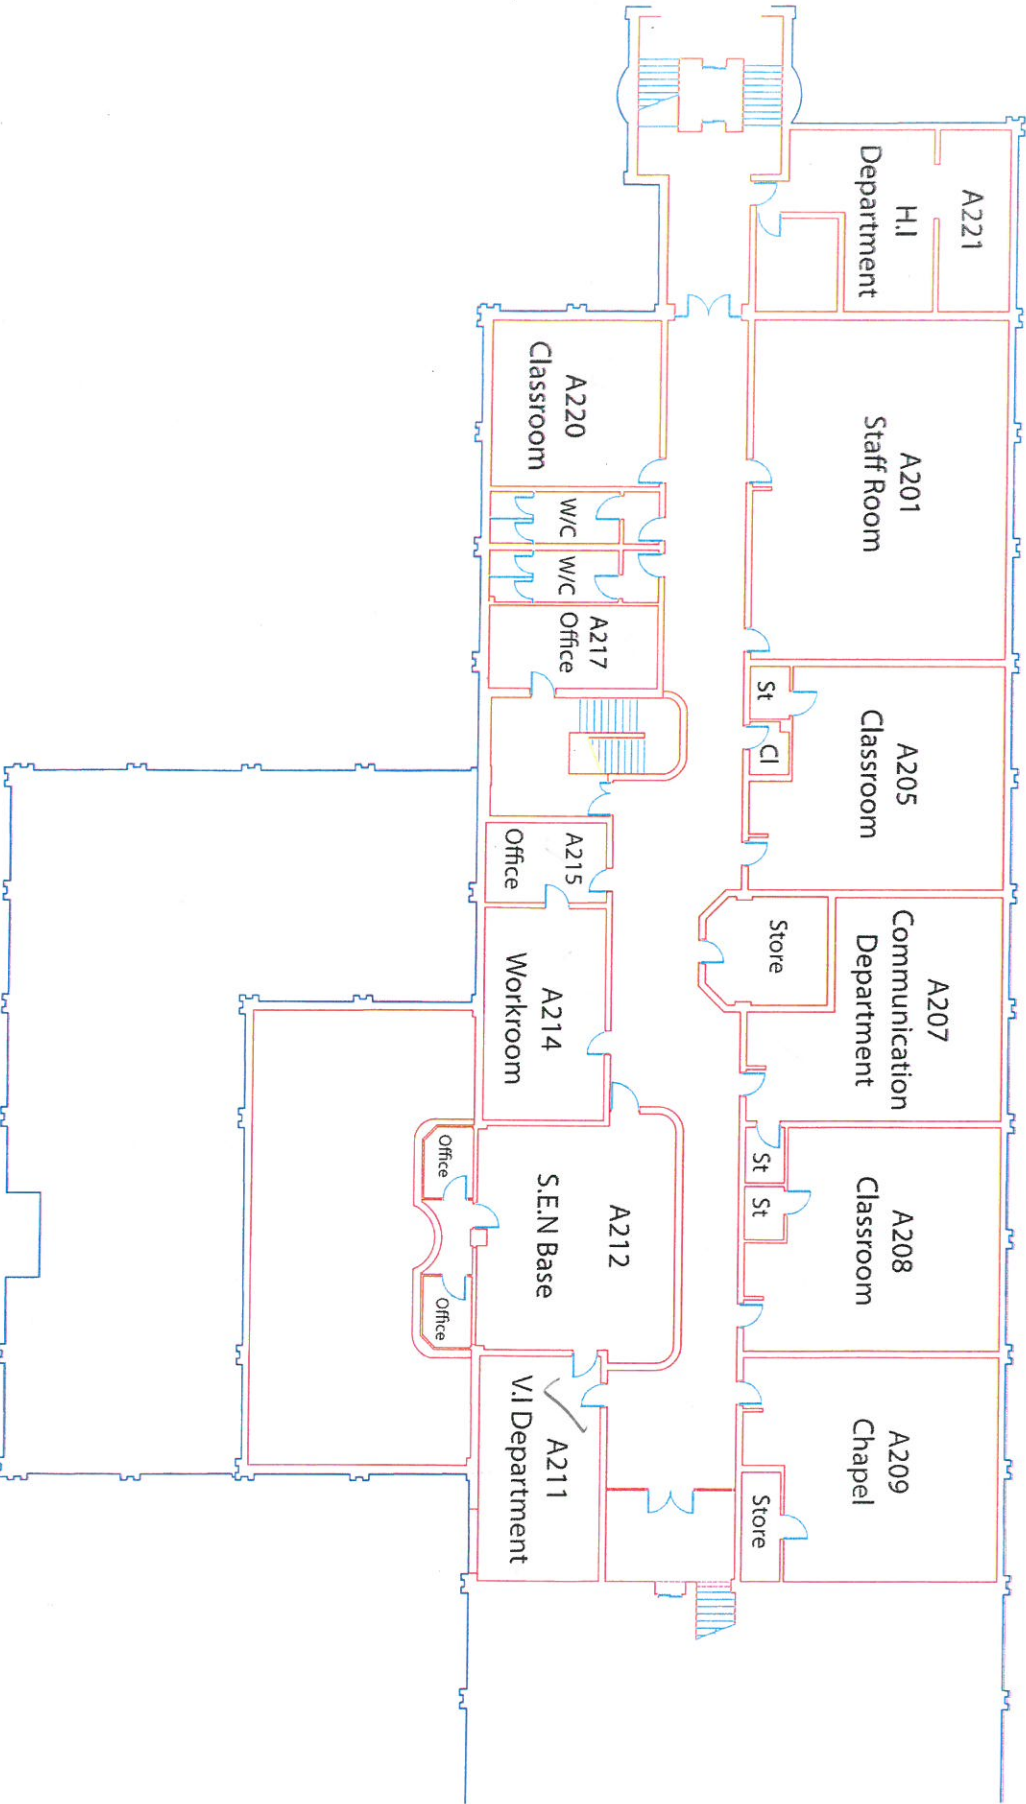 A221
H.I
Department
A201
Staff Room
A205
Classroom
St
Cl
A207
Communication
Department
Store
A208
Classroom
St
St
A209
Chapel
Store
A220
Classroom
W/C
W/C
A217
Office
A215
Office
A214
Workroom
A212
S.E.N Base
Office
Office
A211
V.I Department